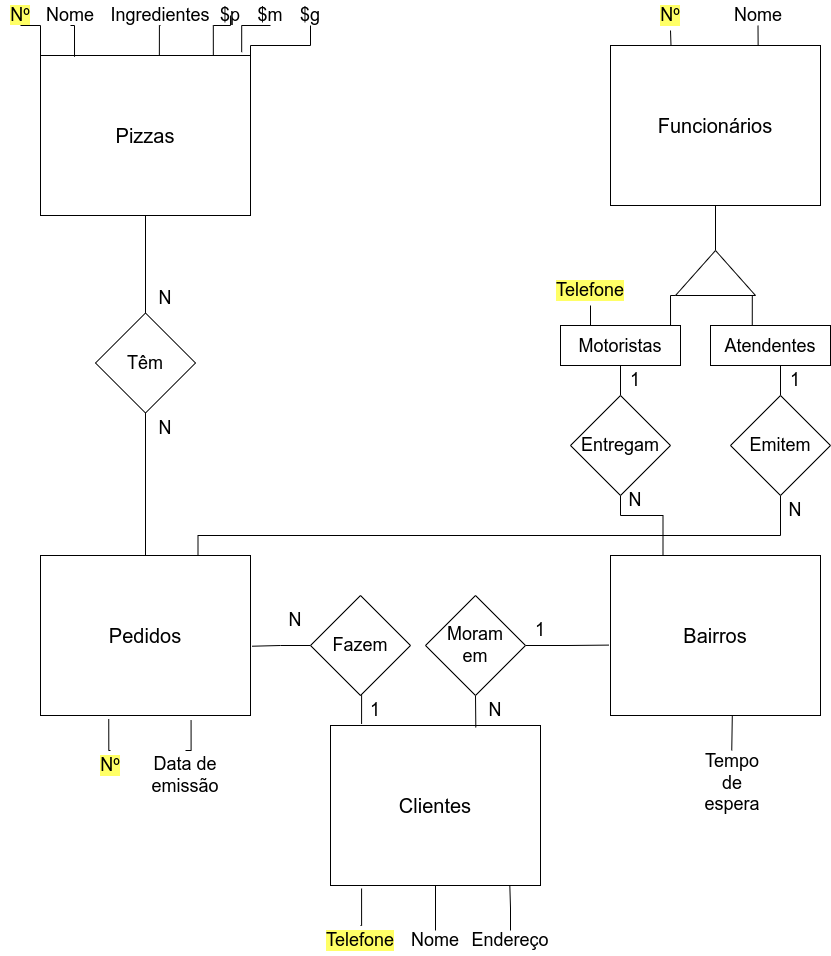 Nº Nome Ingredientes $p $m $g
Nº Nome
Pizzas
Funcionários
N
Telefone
Motoristas
Atendentes
Têm
1
1
N
Entregam
Emitem
N
N
Pedidos
N
Fazem
1
Moram
em
1
N
Bairros
Nº
Data de
emissão
Clientes
Tempo
de
espera
Telefone Nome Endereço